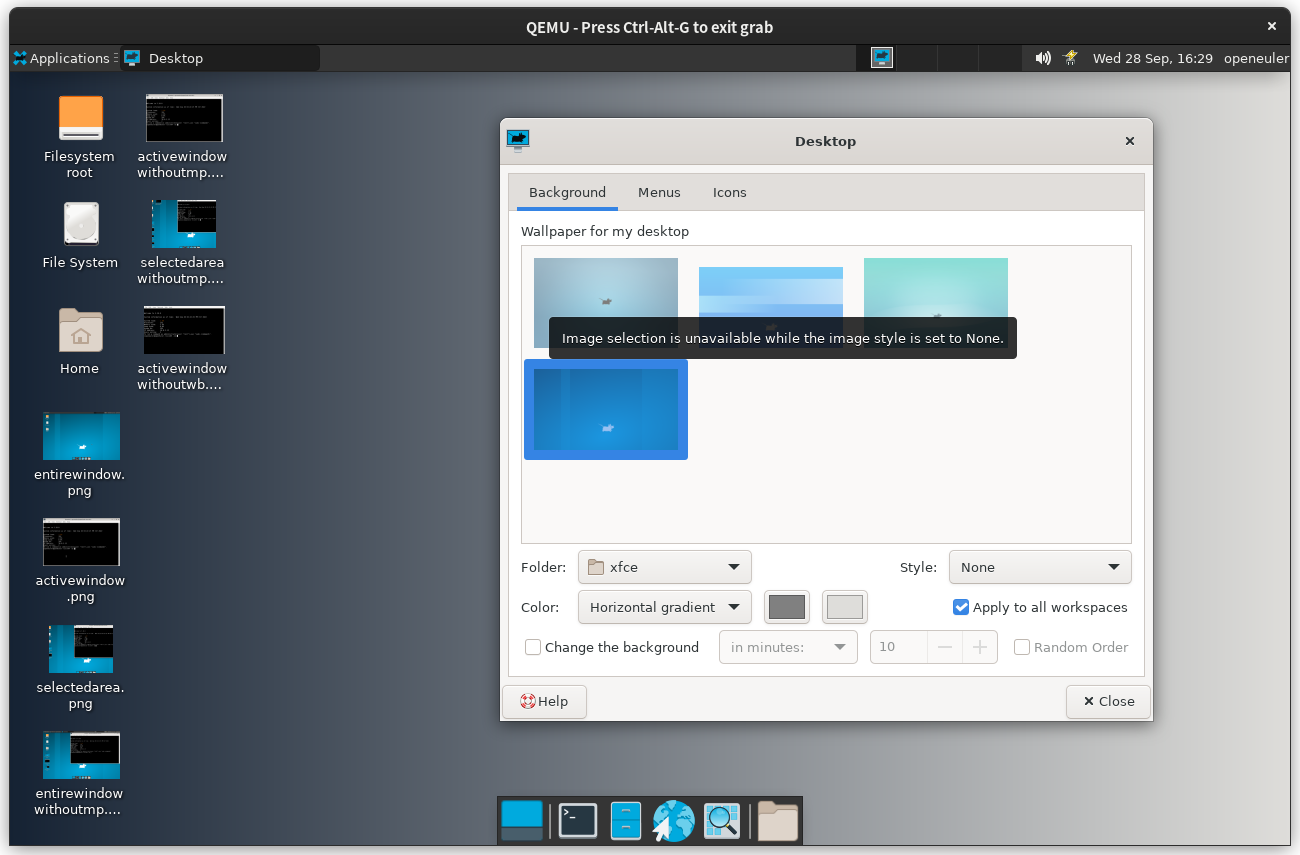 QEMU - Press Ctrl-Alt-G to exit grab
Applications
Desktop
Wed 28 Sep, 16:29
openeuler
Filesystem
root
activewindow
withoutmp....
File System
selectedarea
withoutmp....
Home
activewindow
withoutwb....
entirewindow.
png
activewindow
.png
selectedarea.
png
entirewindow
withoutmp....
Desktop
Background
Menus
Icons
Wallpaper for my desktop
Image selection is unavailable while the image style is set to None.
Folder:
xfce
Style:
None
Color:
Horizontal gradient
Apply to all workspaces
Change the background
in minutes:
10
Random Order
Help
Close